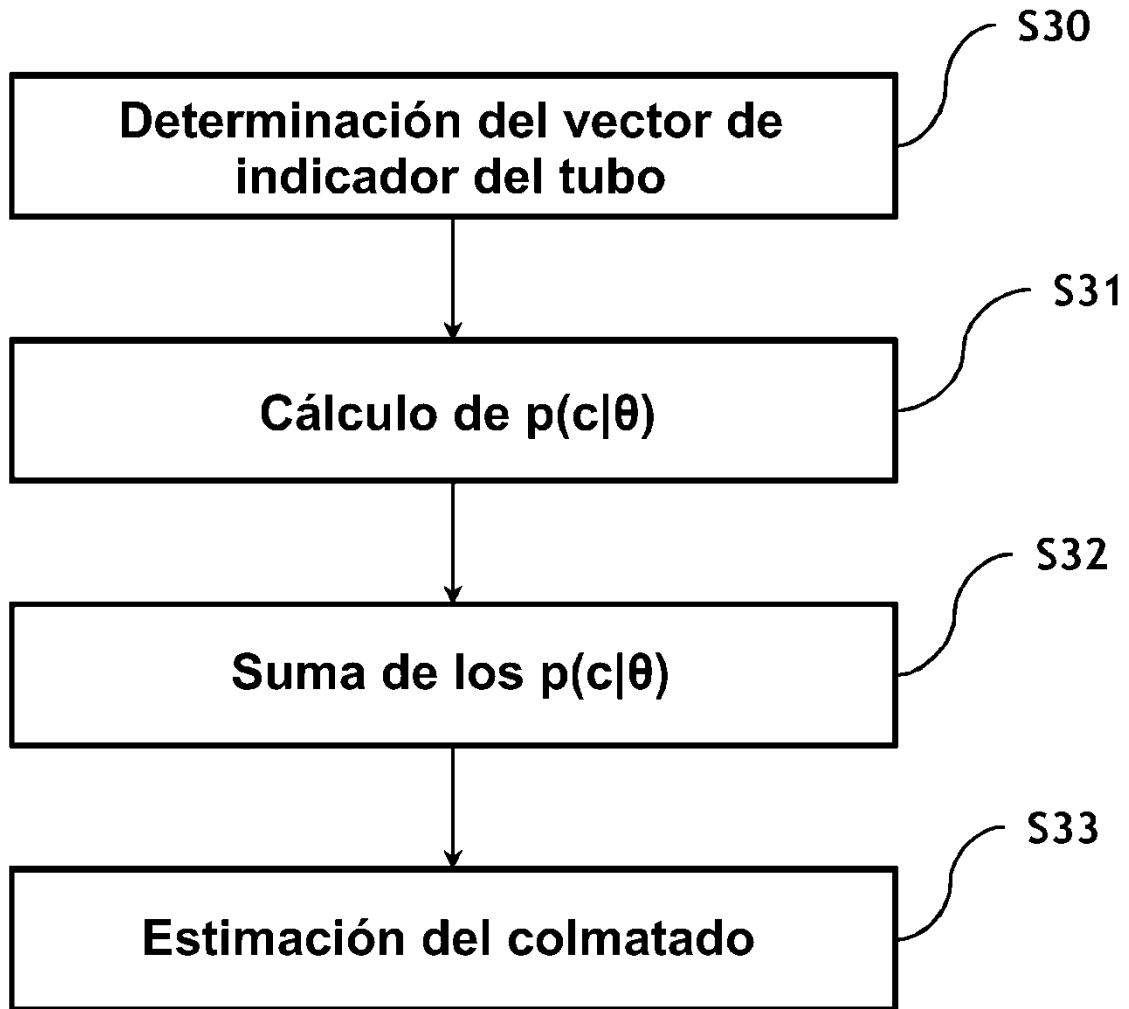 S30
Determinación del vector de
indicador del tubo
S31
Cálculo de p(c|θ)
S32
Suma de los p(c|θ)
S33
Estimación del colmatado